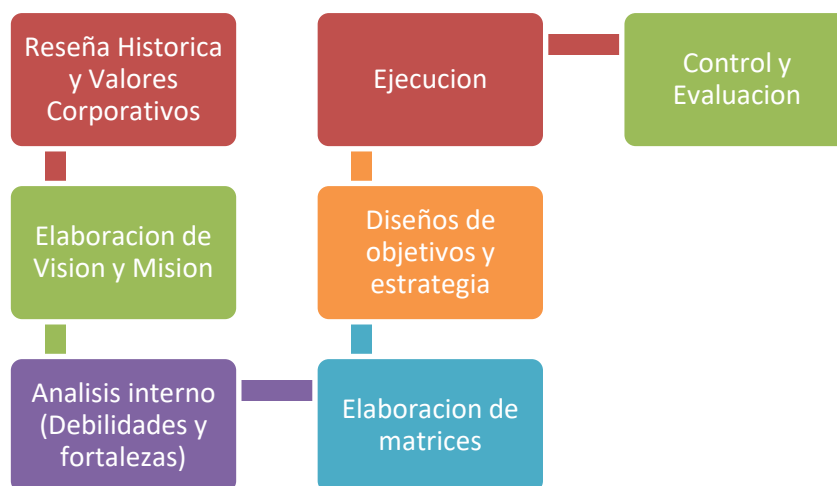 Reseña Historica
y Valores
Corporativos
Elaboracion de
Vision y Mision
Analisis interno
(Debilidades y
fortalezas)
Elaboracion de
matrices
Diseños de
objetivos y
estrategia
Ejecucion
Control y
Evaluacion